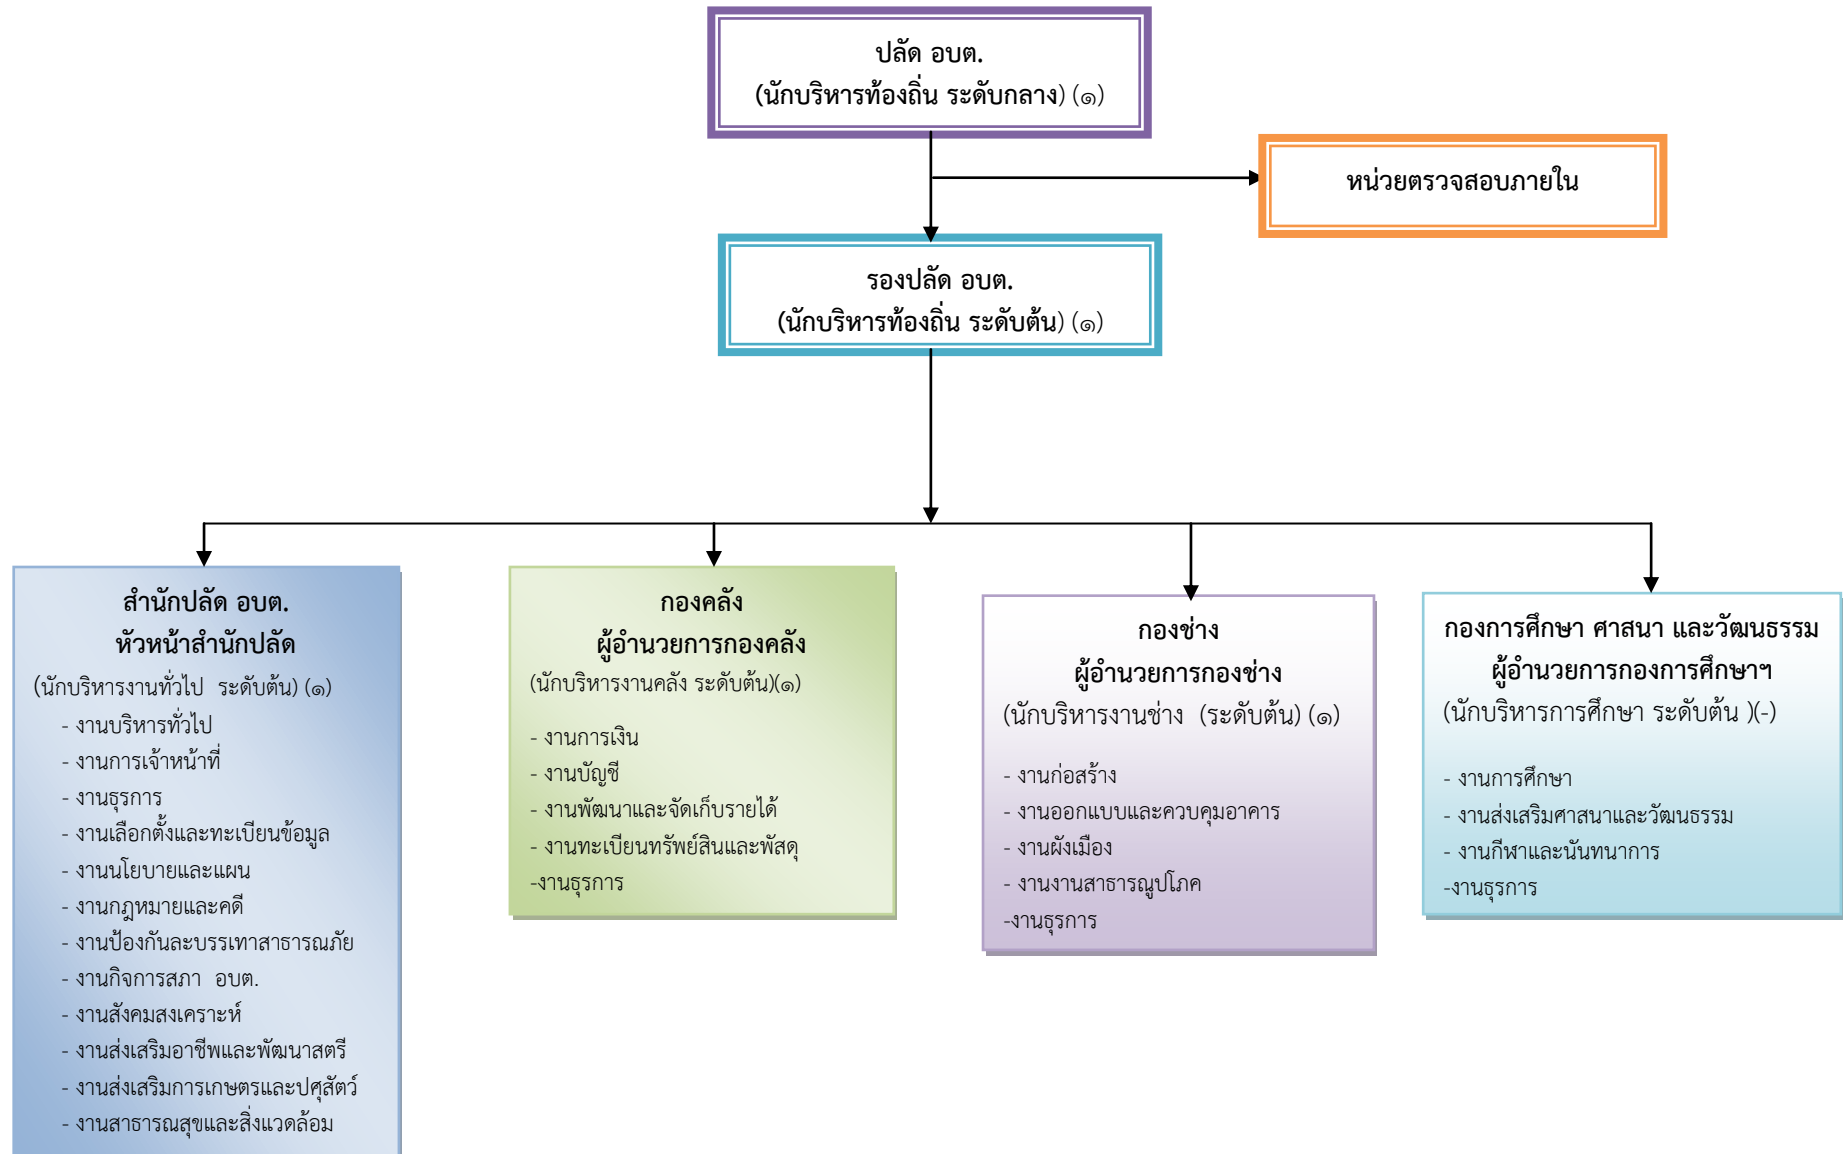 ปลัด อบต.
(นักบริหารท้องถิ่น ระดับกลาง) (๑)
หน่วยตรวจสอบภายใน
รองปลัด อบต.
(นักบริหารท้องถิ่น ระดับต้น) (๑)
สำนักปลัด อบต.
หัวหน้าสำนักปลัด
(นักบริหารงานทั่วไป ระดับต้น) (๑)
- งานบริหารทั่วไป
- งานการเจ้าหน้าที่
- งานธุรการ
- งานเลือกตั้งและทะเบียนข้อมูล
- งานนโยบายและแผน
- งานกฎหมายและคดี
- งานป้องกันละบรรเทาสาธารณภัย
- งานกิจการสภา อบต.
- งานสังคมสงเคราะห์
- งานส่งเสริมอาชีพและพัฒนาสตรี
- งานส่งเสริมการเกษตรและปศุสัตว์
- งานสาธารณสุขและสิ่งแวดล้อม
กองคลัง
ผู้อำนวยการกองคลัง
(นักบริหารงานคลัง ระดับต้น)(๑)
- งานการเงิน
- งานบัญชี
- งานพัฒนาและจัดเก็บรายได้
- งานทะเบียนทรัพย์สินและพัสดุ
-งานธุรการ
กองช่าง
ผู้อำนวยการกองช่าง
(นักบริหารงานช่าง (ระดับต้น) (๑)
- งานก่อสร้าง
- งานออกแบบและควบคุมอาคาร
- งานผังเมือง
- งานงานสาธารณูปโภค
-งานธุรการ
กองการศึกษา ศาสนา และวัฒนธรรม
ผู้อำนวยการกองการศึกษาฯ
(นักบริหารการศึกษา ระดับต้น )(-)
- งานการศึกษา
- งานส่งเสริมศาสนาและวัฒนธรรม
- งานกีฬาและนันทนาการ
-งานธุรการ